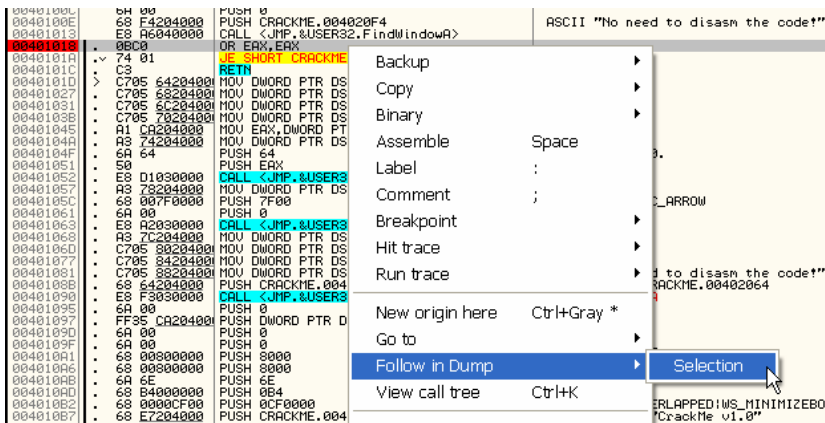 0040100C 6A 00 PUSH 0
0040100E . 68 F4204000 PUSH CRACKME.004020F4 ASCII "No need to disasm the code!"
00401013 . E8 A6040000 CALL <JMP.&USER32.FindWindowA>
00401018 . 0BC0 OR EAX,EAX
0040101A .v 74 01 JE SHORT CRACKME
0040101C . C3 RETN
0040101D > C705 64204000 MOV DWORD PTR DS
00401027 . C705 68204000 MOV DWORD PTR DS
00401031 . C705 6C204000 MOV DWORD PTR DS
0040103B . C705 70204000 MOV DWORD PTR DS
00401045 . A1 CA204000 MOV EAX,DWORD PT
0040104A . A3 74204000 MOV DWORD PTR DS
0040104F . 6A 64 PUSH 64
00401051 . 50 PUSH EAX
00401052 . E8 D1030000 CALL <JMP.&USER3
00401057 . A3 78204000 MOV DWORD PTR DS
0040105C . 68 007F0000 PUSH 7F00 C_ARROW
00401061 . 6A 00 PUSH 0
00401063 . E8 A2030000 CALL <JMP.&USER3
00401068 . A3 7C204000 MOV DWORD PTR DS
0040106D . C705 80204000 MOV DWORD PTR DS
00401077 . C705 84204000 MOV DWORD PTR DS
00401081 . C705 88204000 MOV DWORD PTR DS d to disasm the code!"
0040108B . 68 64204000 PUSH CRACKME.004 RACKME.00402064
00401090 . E8 F3030000 CALL <JMP.&USER3
00401095 . 6A 00 PUSH 0
00401097 . FF35 CA204000 PUSH DWORD PTR D
0040109D . 6A 00 PUSH 0
0040109F . 6A 00 PUSH 0
004010A1 . 68 00800000 PUSH 8000
004010A6 . 68 00800000 PUSH 8000
004010AB . 6A 6E PUSH 6E
004010AD . 68 B4000000 PUSH 0B4
004010B2 . 68 0000CF00 PUSH 0CF0000 ERLAPPED|WS_MINIMIZEBO
004010B7 . 68 E7204000 PUSH CRACKME.004 "CrackMe v1.0"
Backup
Copy
Binary
Assemble Space
Label :
Comment ;
Breakpoint
Hit trace
Run trace
New origin here Ctrl+Gray *
Go to
Follow in Dump
Selection
View call tree Ctrl+K